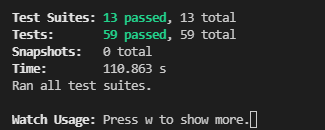 Test Suites: 13 passed, 13 total
Tests: 59 passed, 59 total
Snapshots: 0 total
Time: 110.863 s
Ran all test suites.
Watch Usage: Press w to show more.